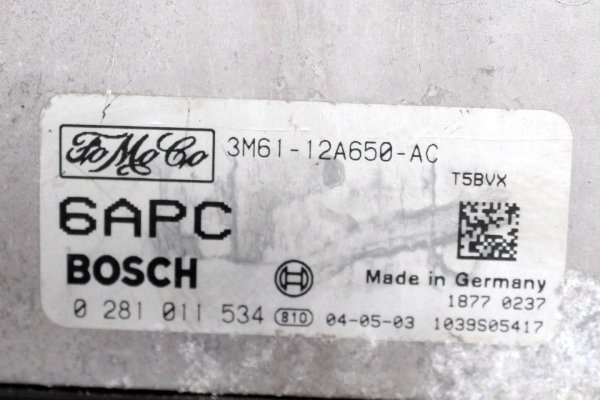 FoMoCo 3M61-12A650-AC
T5BVX
6APC
BOSCH
Made in Germany
1877 0237
0 281 011 534 810 04-05-03 1039S05417